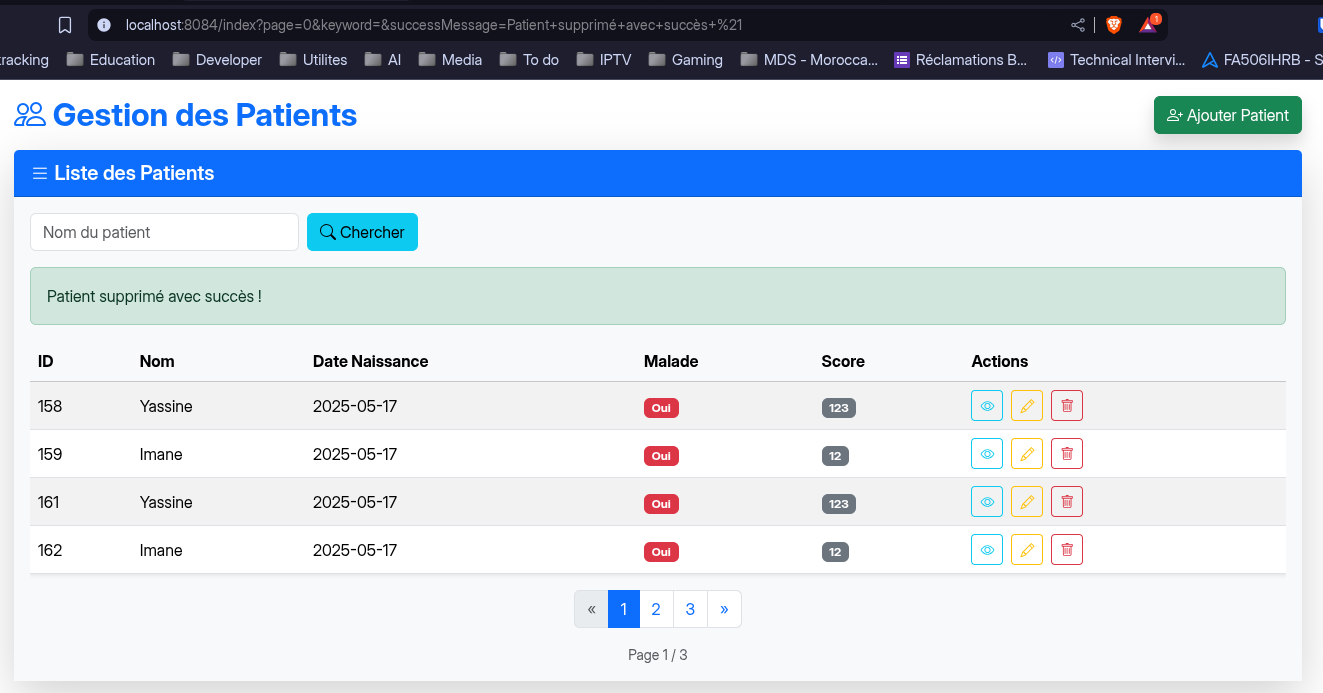 localhost:8084/index?page=0&keyword=&successMessage=Patient+supprimé+avec+succès+%21
1
racking Education Developer Utilites AI Media To do IPTV Gaming MDS - Morocca... Réclamations B... Technical Intervi... FA506IHRB - S
Gestion des Patients
Ajouter Patient
Liste des Patients
Nom du patient Chercher
Patient supprimé avec succès !
ID Nom Date Naissance Malade Score Actions
158 Yassine 2025-05-17 Oui 123
159 Imane 2025-05-17 Oui 12
161 Yassine 2025-05-17 Oui 123
162 Imane 2025-05-17 Oui 12
« 1 2 3 »
Page 1 / 3